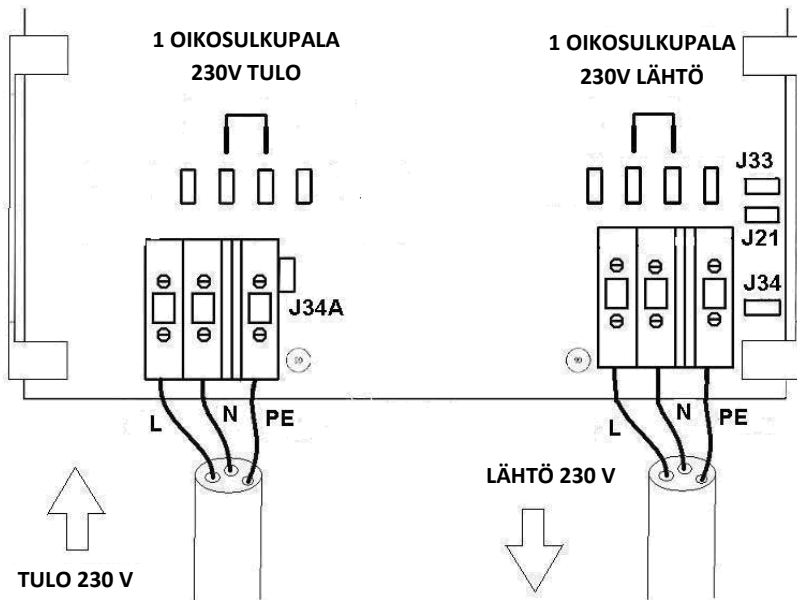 1 OIKOSULKUPALA
230V TULO
1 OIKOSULKUPALA
230V LÄHTÖ
J33
J21
J34
J34A
L
N
PE
L
N
PE
LÄHTÖ 230 V
TULO 230 V